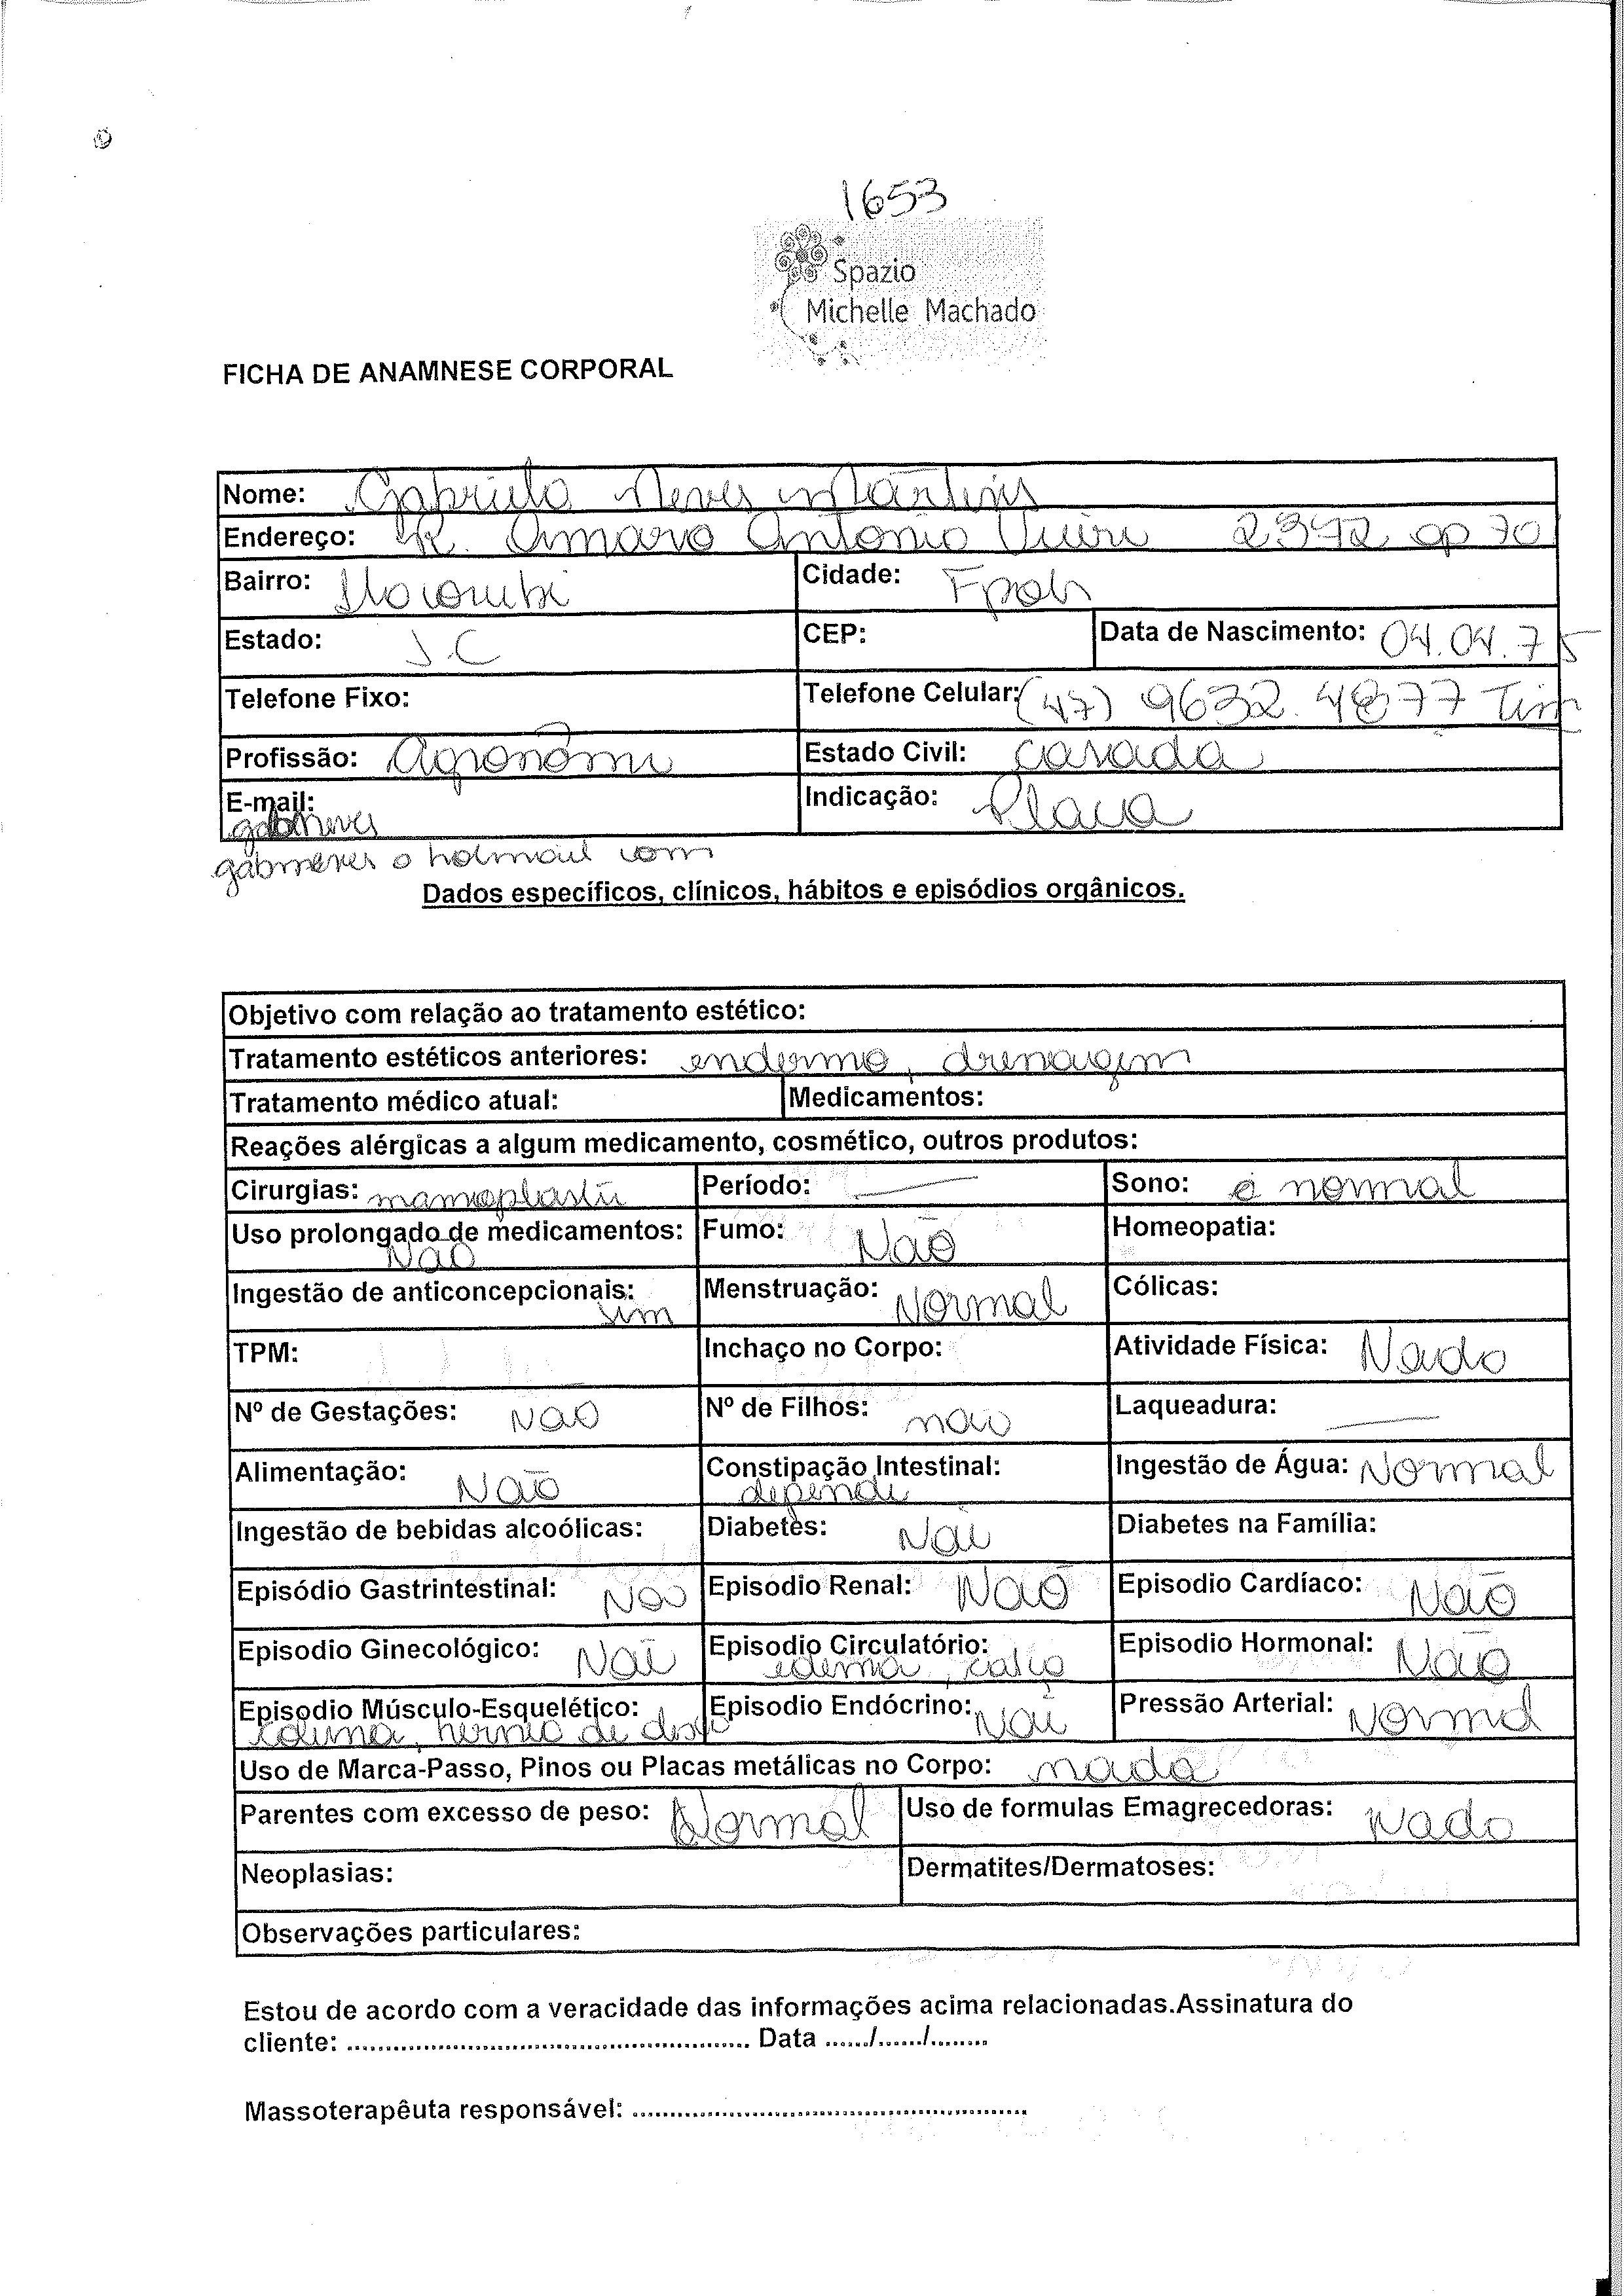 1653
Spazio
Michelle Machado
FICHA DE ANAMNESE CORPORAL
Nome: Gabriela Neves Martins
Endereço: R. Amaro Antonio Vieira 2372 ap 70
Bairro: Itacorubi Cidade: Fpolis
Estado: SC CEP: Data de Nascimento: 04.04.75
Telefone Fixo: Telefone Celular: (47) 9632.4877 Tim
Profissão: Agronôma Estado Civil: casada
E-mail: Indicação: Placa
gabneves
gabneves @ hotmail com
Dados específicos, clínicos, hábitos e episódios orgânicos.
Objetivo com relação ao tratamento estético:
Tratamento estéticos anteriores: endermo, drenagem
Tratamento médico atual: Medicamentos:
Reações alérgicas a algum medicamento, cosmético, outros produtos:
Cirurgias: mamoplastia Período: — Sono: é normal
Uso prolongado de medicamentos: Não Fumo: Não Homeopatia:
Ingestão de anticoncepcionais: sim Menstruação: Normal Cólicas:
TPM: Inchaço no Corpo: Atividade Física: Nado
Nº de Gestações: Não Nº de Filhos: não Laqueadura: —
Alimentação: Não Constipação Intestinal: depende Ingestão de Água: Normal
Ingestão de bebidas alcoólicas: Diabetes: Não Diabetes na Família:
Episódio Gastrintestinal: Não Episodio Renal: Não Episodio Cardíaco: Não
Episodio Ginecológico: Não Episodio Circulatório: edema, Episodio Hormonal: Não
Episodio Músculo-Esquelético: coluna, hernia de disco Episodio Endócrino: Não Pressão Arterial: Normal
Uso de Marca-Passo, Pinos ou Placas metálicas no Corpo: nada
Parentes com excesso de peso: Normal Uso de formulas Emagrecedoras: Nada
Neoplasias: Dermatites/Dermatoses:
Observações particulares:
Estou de acordo com a veracidade das informações acima relacionadas.Assinatura do
cliente: .................................................. Data ....../....../........
Massoterapêuta responsável: ..................................................